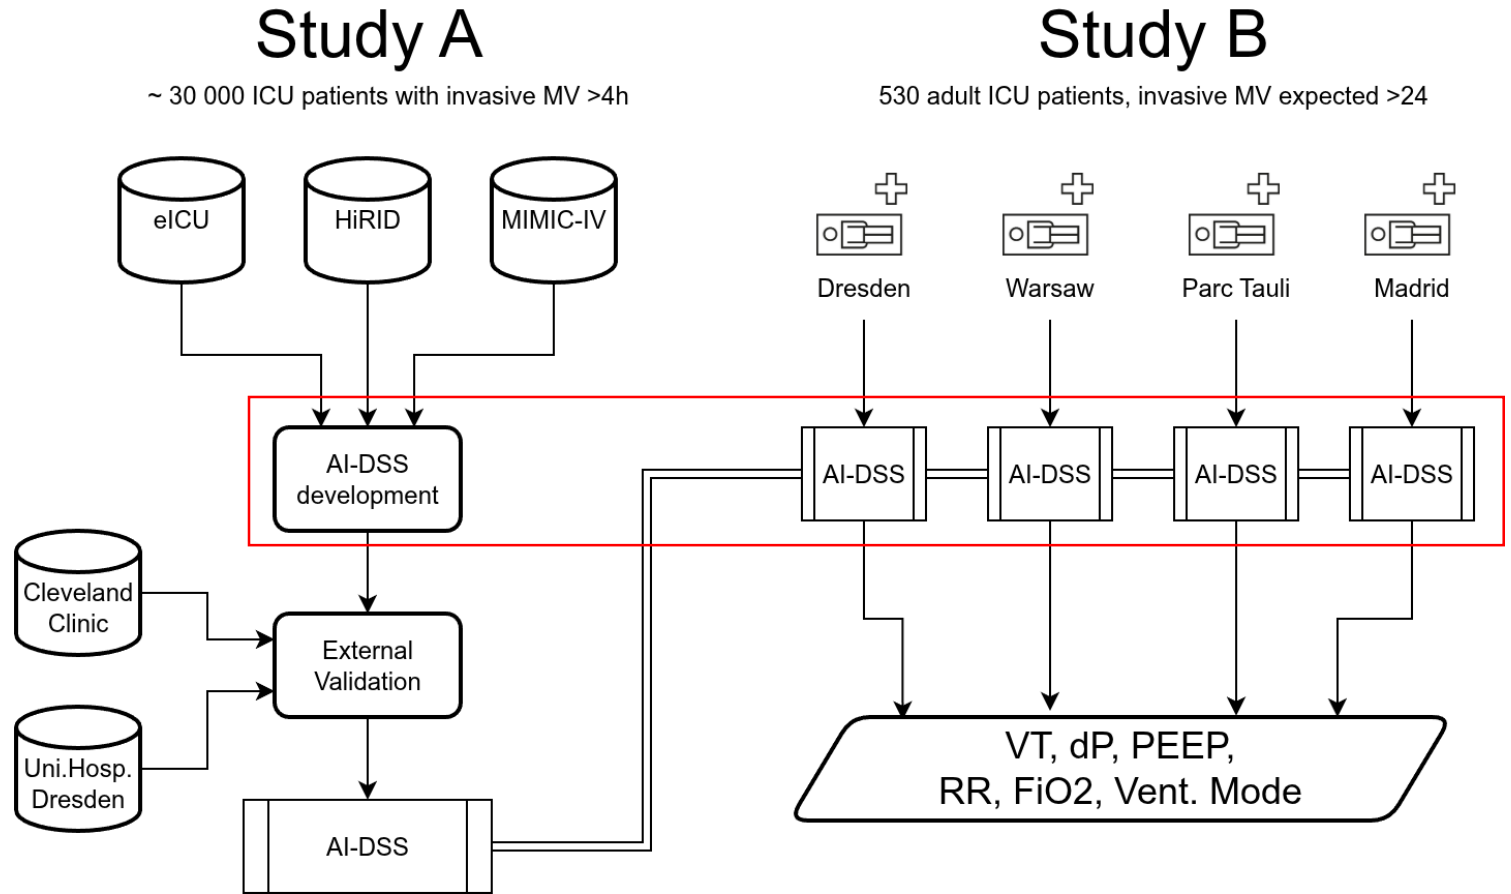 Study A
~ 30 000 ICU patients with invasive MV >4h
eICU
HiRID
MIMIC-IV
AI-DSS
development
Cleveland
Clinic
External
Validation
Uni.Hosp.
Dresden
AI-DSS
Study B
530 adult ICU patients, invasive MV expected >24
Dresden
Warsaw
Parc Tauli
Madrid
AI-DSS
AI-DSS
AI-DSS
AI-DSS
VT, dP, PEEP,
RR, FiO2, Vent. Mode